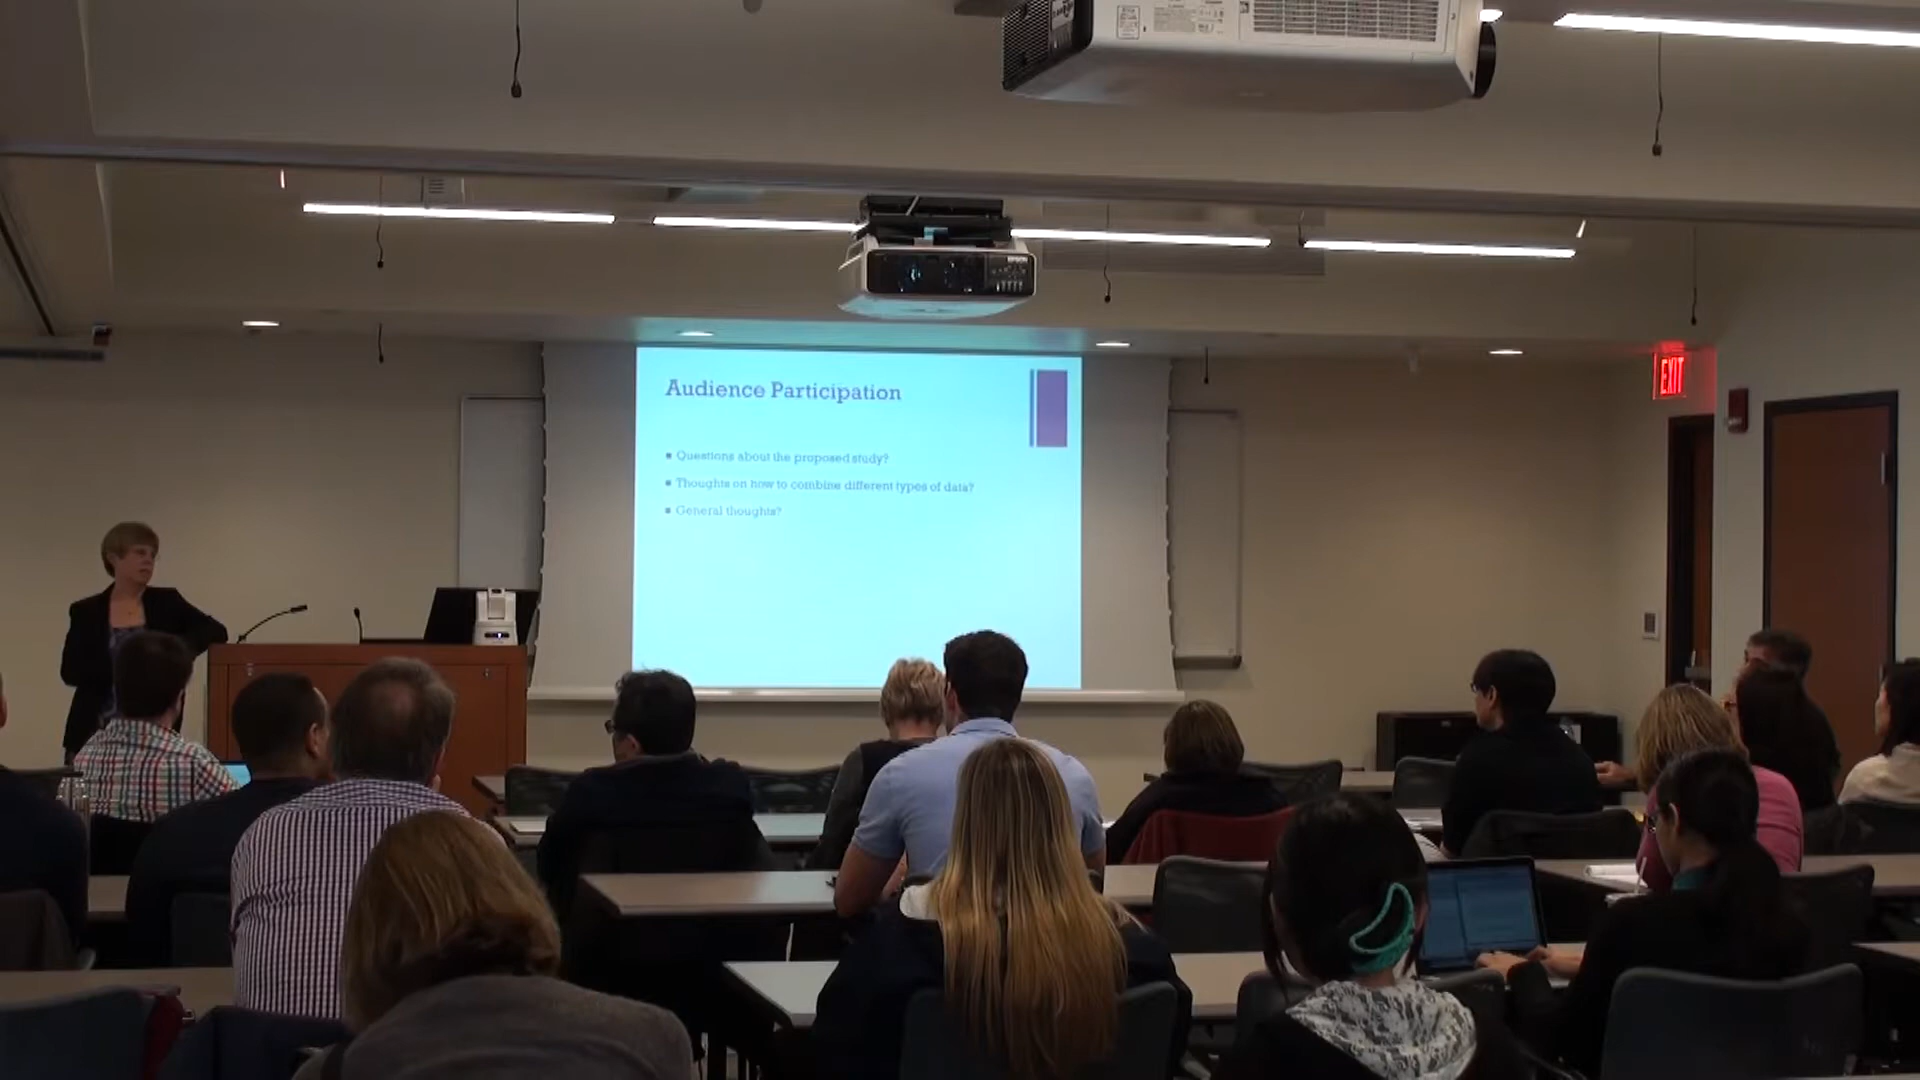 EPSON
EXIT
Audience Participation
Questions about the proposed study?
Thoughts on how to combine different types of data?
General thoughts?